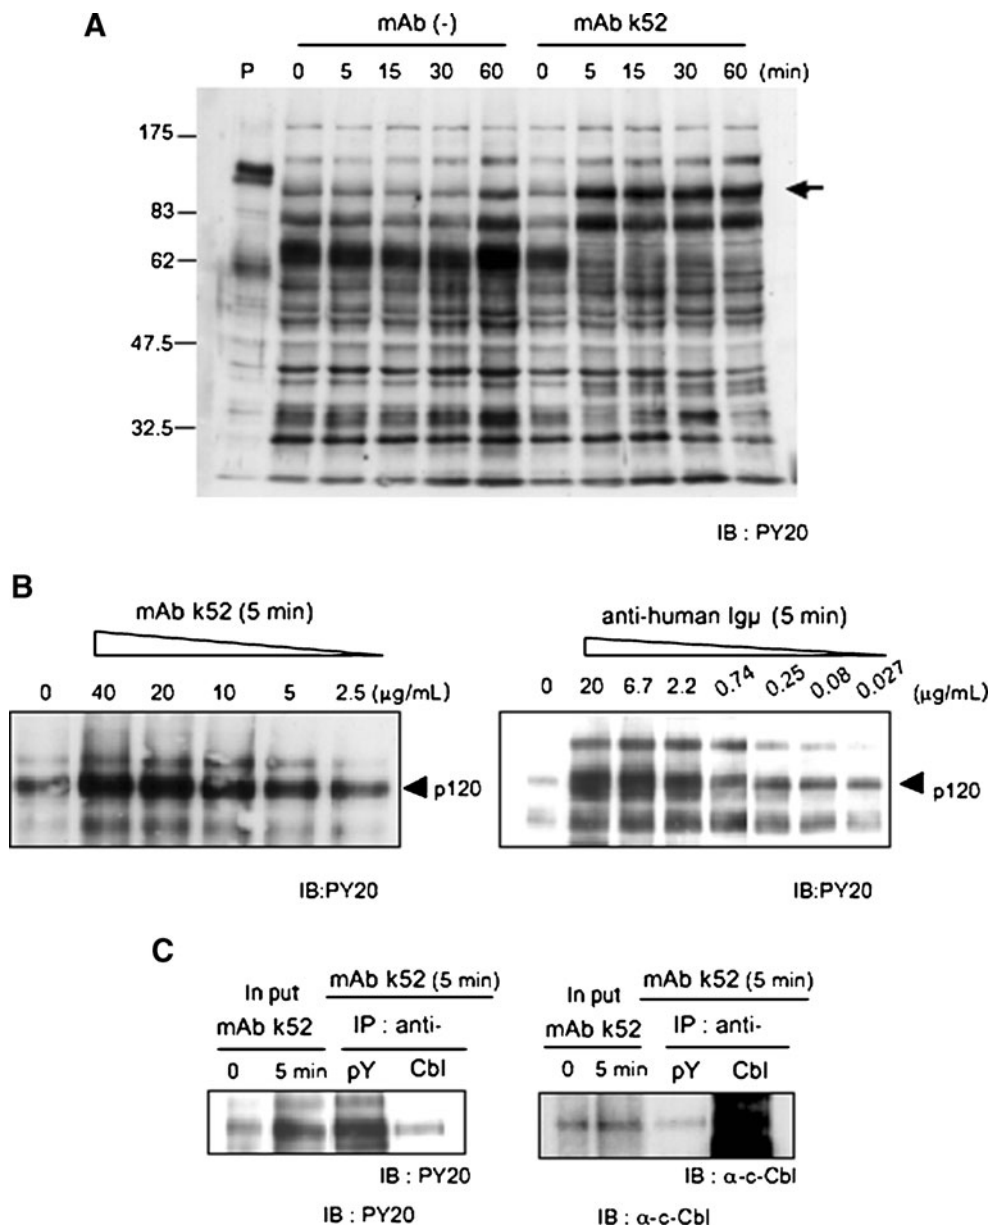 A
mAb (-) mAb k52
P 0 5 15 30 60 0 5 15 30 60 (min)
175
83
62
47.5
32.5
IB : PY20
B
mAb k52 (5 min)
0 40 20 10 5 2.5 (μg/mL)
p120
IB:PY20
anti-human Igμ (5 min)
0 20 6.7 2.2 0.74 0.25 0.08 0.027 (μg/mL)
p120
IB:PY20
C
In put mAb k52 (5 min)
mAb k52 IP : anti-
0 5 min pY Cbl
IB : PY20
IB : PY20
In put mAb k52 (5 min)
mAb k52 IP : anti-
0 5 min pY Cbl
IB : α-c-Cbl
IB : α-c-Cbl